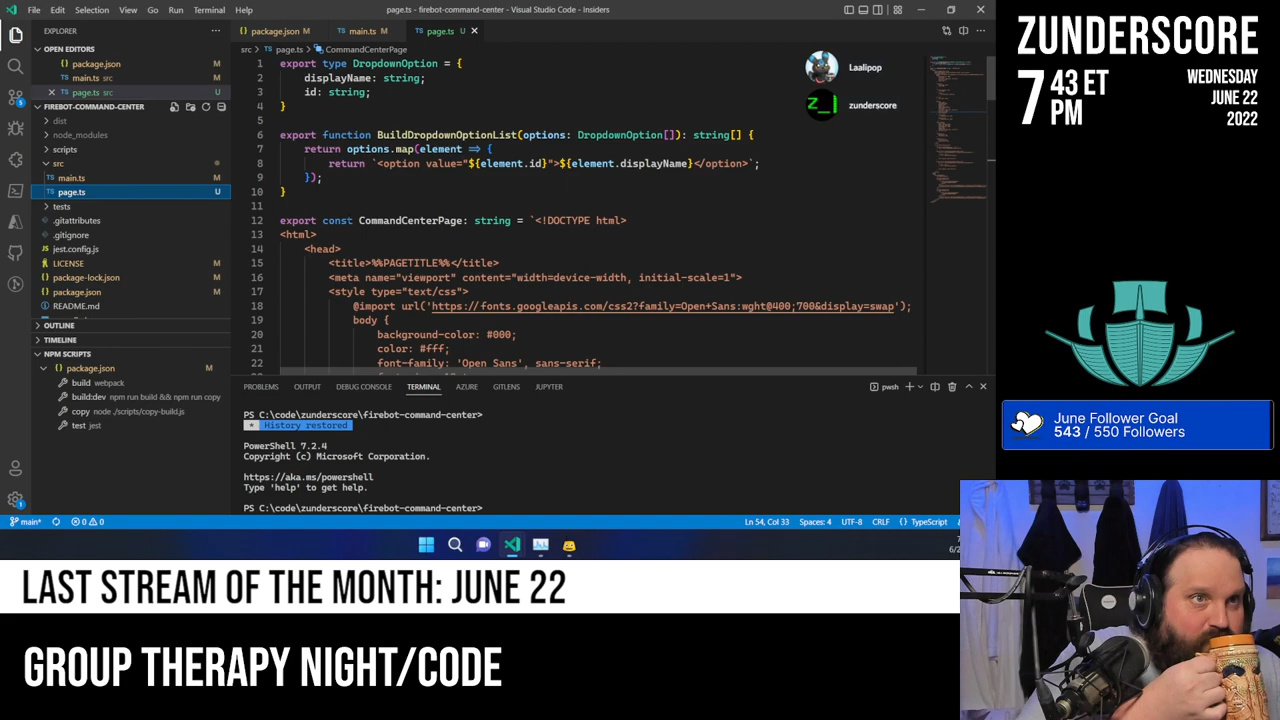 File Edit Selection View Go Run Terminal Help
page.ts - firebot-command-center - Visual Studio Code - Insiders
EXPLORER
OPEN EDITORS
package.json M
main.ts src M
page.ts src U
FIREBOT-COMMAND-CENTER
dist
node_modules
scripts
src
main.ts M
page.ts U
tests
.gitattributes
.gitignore
jest.config.js
LICENSE M
package-lock.json M
package.json M
README.md
OUTLINE
TIMELINE
NPM SCRIPTS
package.json
build webpack
build:dev npm run build && npm run copy
copy node ./scripts/copy-build.js
test jest
package.json M
main.ts M
page.ts U
src > page.ts > CommandCenterPage
1 export type DropdownOption = {
2 displayName: string;
3 id: string;
4 }
5
6 export function BuildDropdownOptionList(options: DropdownOption[]): string[] {
7 return options.map(element => {
8 return `<option value="${element.id}">${element.displayName}</option>`;
9 });
10 }
11
12 export const CommandCenterPage: string = `<!DOCTYPE html>
13 <html>
14 <head>
15 <title>%%PAGETITLE%%</title>
16 <meta name="viewport" content="width=device-width, initial-scale=1">
17 <style type="text/css">
18 @import url('https://fonts.googleapis.com/css2?family=Open+Sans:wght@400;700&display=swap');
19 body {
20 background-color: #000;
21 color: #fff;
22 font-family: 'Open Sans', sans-serif;
Laalipop
z_
zunderscore
PROBLEMS OUTPUT DEBUG CONSOLE TERMINAL AZURE GITLENS JUPYTER
pwsh
PS C:\code\zunderscore\firebot-command-center>
* History restored
PowerShell 7.2.4
Copyright (c) Microsoft Corporation.
https://aka.ms/powershell
Type 'help' to get help.
PS C:\code\zunderscore\firebot-command-center>
main* 0 0
Ln 54, Col 33 Spaces: 4 UTF-8 CRLF {} TypeScript
ZUNDERSCORE
7 43 ET
PM
WEDNESDAY
JUNE 22
2022
June Follower Goal
543 / 550 Followers
LAST STREAM OF THE MONTH: JUNE 22
GROUP THERAPY NIGHT/CODE